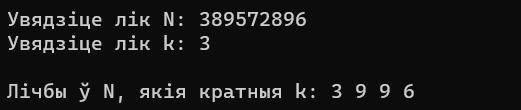 Увядзіце лік N: 389572896
Увядзіце лік k: 3
Лічбы ў N, якія кратныя k: 3 9 9 6